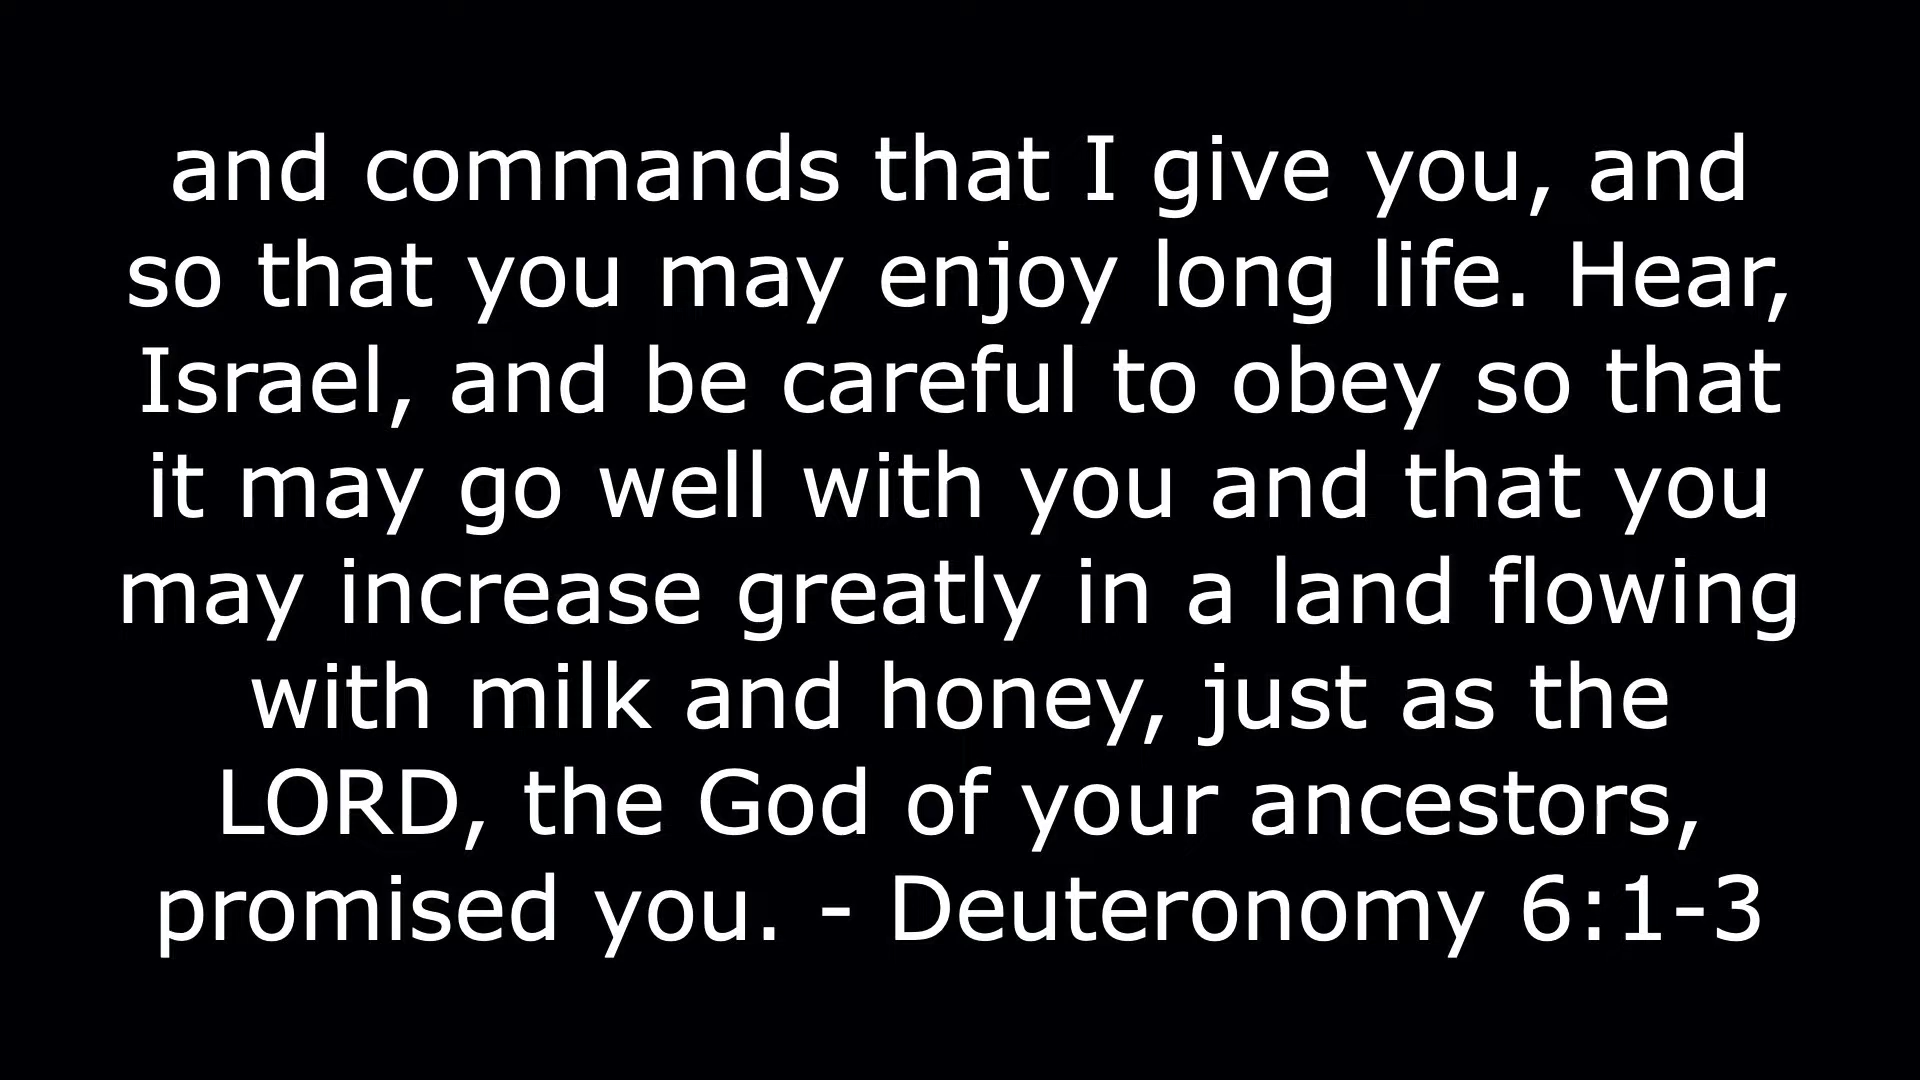 and commands that I give you, and
so that you may enjoy long life. Hear,
Israel, and be careful to obey so that
it may go well with you and that you
may increase greatly in a land flowing
with milk and honey, just as the
LORD, the God of your ancestors,
promised you. - Deuteronomy 6:1-3